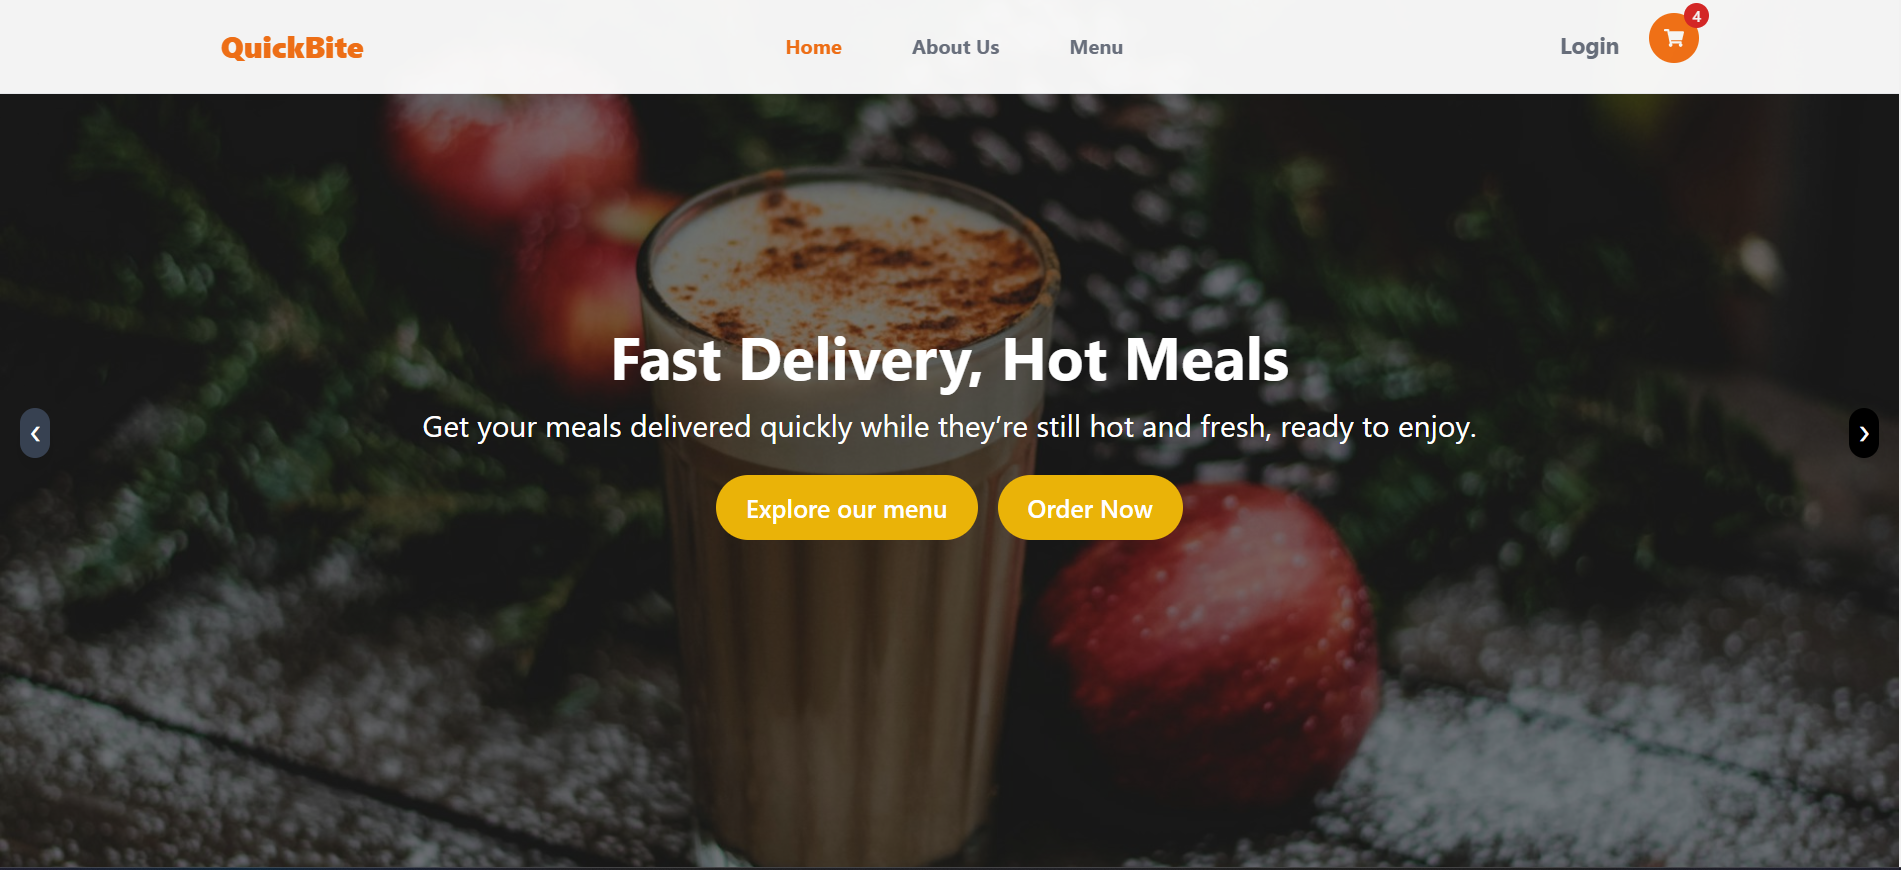 QuickBite
Home
About Us
Menu
Login
4
Fast Delivery, Hot Meals
Get your meals delivered quickly while they’re still hot and fresh, ready to enjoy.
Explore our menu
Order Now